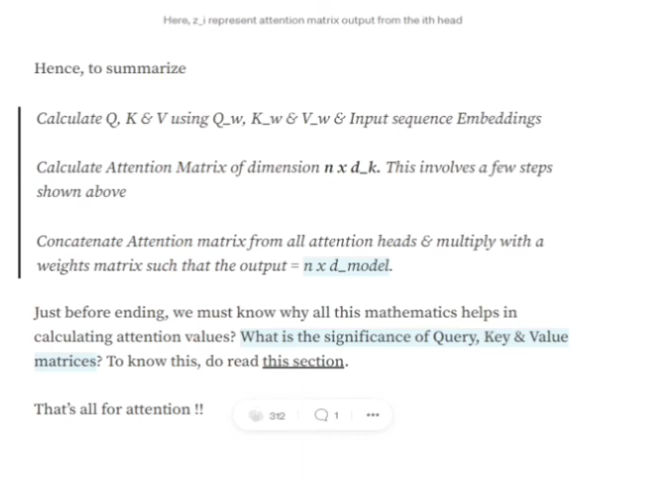 Here, z_i represent attention matrix output from the ith head
Hence, to summarize
Calculate Q, K & V using Q_w, K_w & V_w & Input sequence Embeddings
Calculate Attention Matrix of dimension n x d_k. This involves a few steps
shown above
Concatenate Attention matrix from all attention heads & multiply with a
weights matrix such that the output = n x d_model.
Just before ending, we must know why all this mathematics helps in
calculating attention values? What is the significance of Query, Key & Value
matrices? To know this, do read this section.
That's all for attention !!
312 1